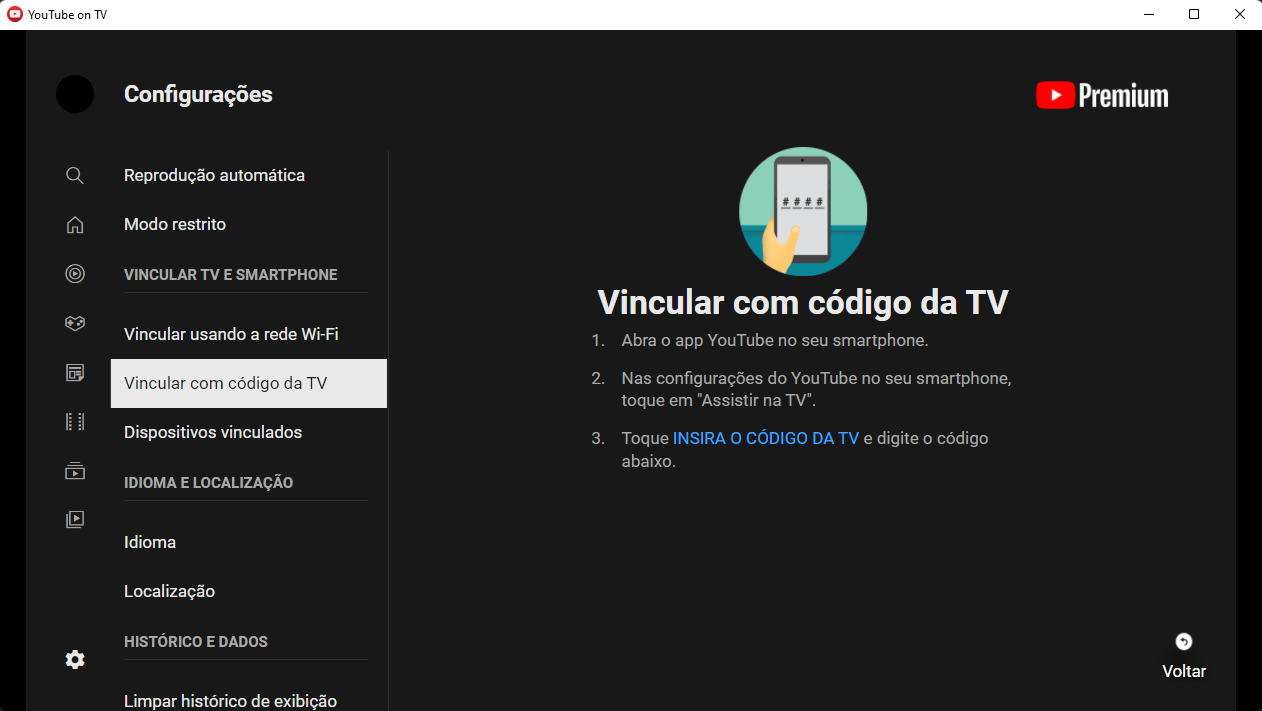 YouTube on TV
Configurações
Premium
Reprodução automática
Modo restrito
VINCULAR TV E SMARTPHONE
Vincular usando a rede Wi-Fi
Vincular com código da TV
Dispositivos vinculados
IDIOMA E LOCALIZAÇÃO
Idioma
Localização
HISTÓRICO E DADOS
Limpar histórico de exibição
# # # #
Vincular com código da TV
1. Abra o app YouTube no seu smartphone.
2. Nas configurações do YouTube no seu smartphone,
toque em "Assistir na TV".
3. Toque INSIRA O CÓDIGO DA TV e digite o código
abaixo.
Voltar